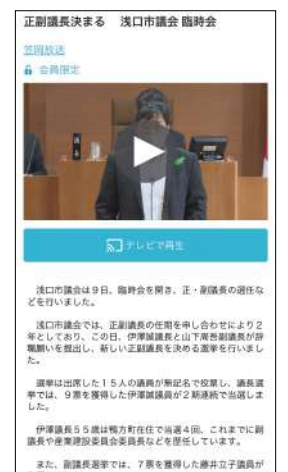 正副議長決まる　浅口市議会 臨時会
笠岡放送
会員限定
議長
テレビで再生
浅口市議会は９日、臨時会を開き、正・副議長の選任な
どを行いました。
浅口市議会では、正副議長の任期を申し合わせにより２
年としており、この日、伊澤誠議長と山下周吾副議長が辞
職願いを提出し、新しい正副議長を決める選挙を行いまし
た。
選挙は出席した１５人の議員が無記名で投票し、議長選
挙では、９票を獲得した伊澤誠議員が２期連続で当選しま
した。
伊澤議長５５歳は鴨方町在住で当選４回、これまでに副
議長や産業建設委員会委員長などを歴任しています。
また、副議長選挙では、７票を獲得した藤井立子議員が